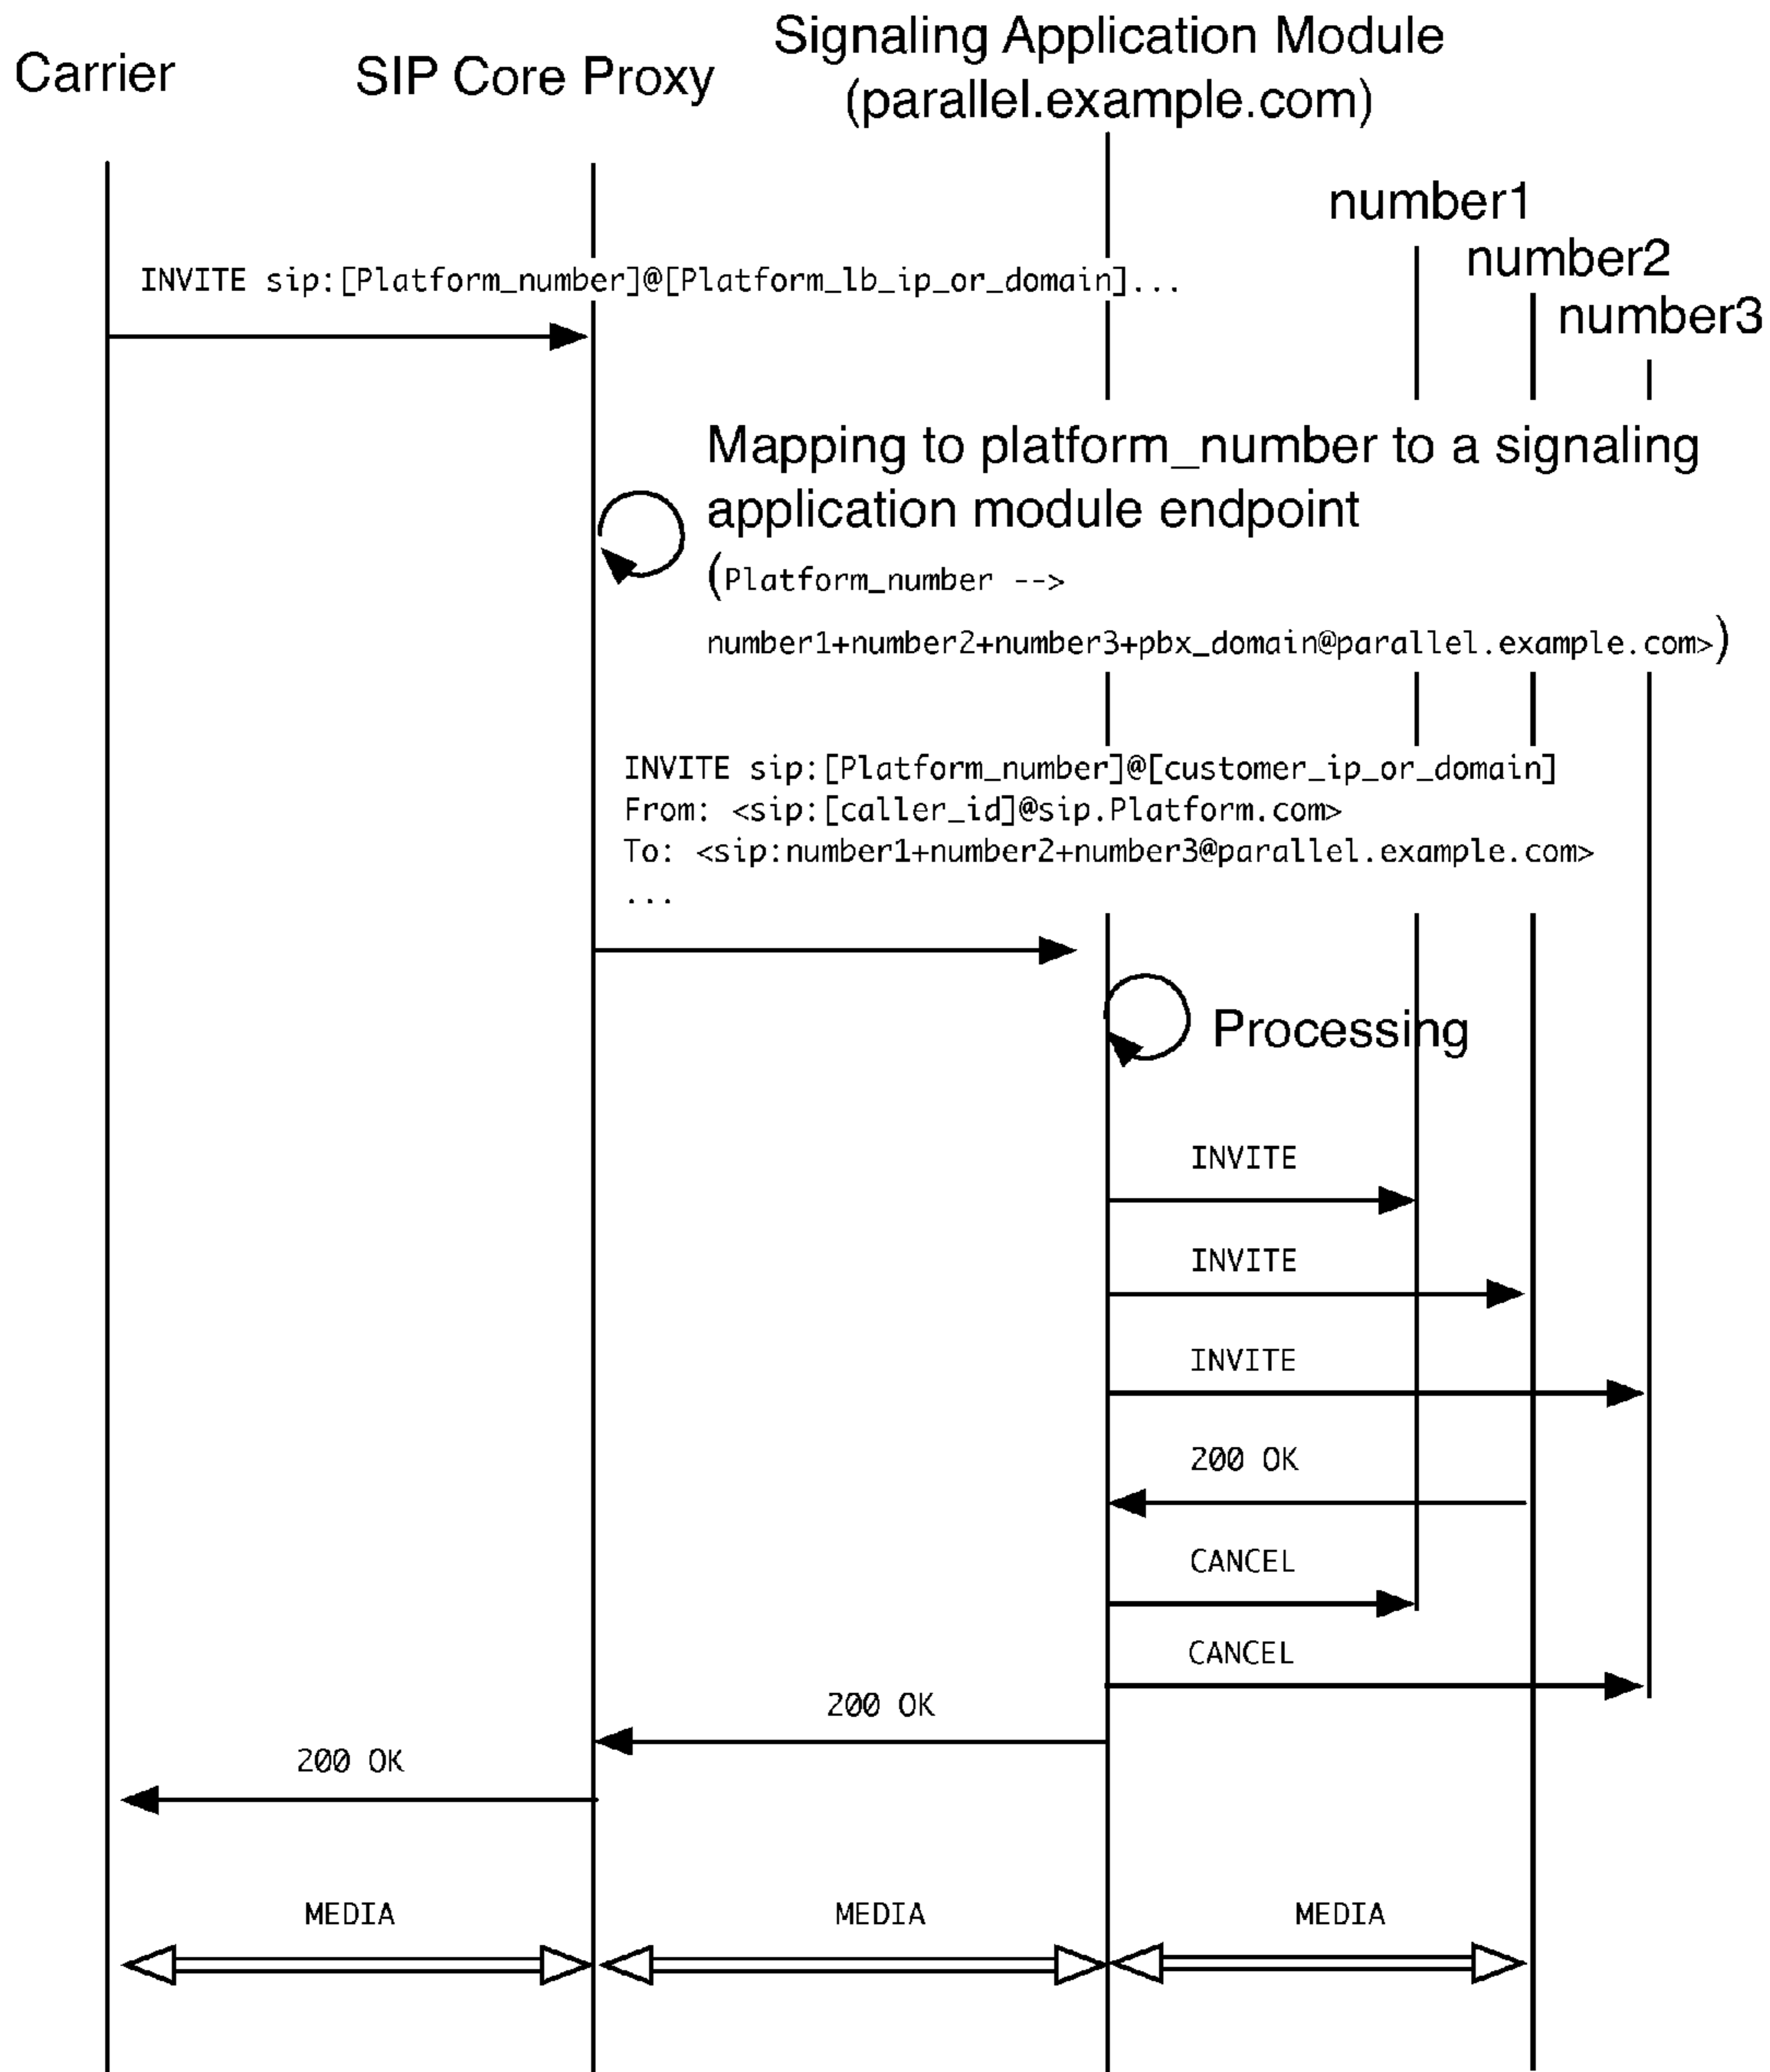 Carrier
SIP Core Proxy
Signaling Application Module
(parallel.example.com)
number1
number2
number3
INVITE sip:[Platform_number]@[Platform_lb_ip_or_domain]...
Mapping to platform_number to a signaling
application module endpoint
(Platform_number -->
number1+number2+number3+pbx_domain@parallel.example.com>)
INVITE sip:[Platform_number]@[customer_ip_or_domain]
From: <sip:[caller_id]@sip.Platform.com>
To: <sip:number1+number2+number3@parallel.example.com>
...
Processing
INVITE
INVITE
INVITE
200 OK
CANCEL
CANCEL
200 OK
200 OK
MEDIA
MEDIA
MEDIA